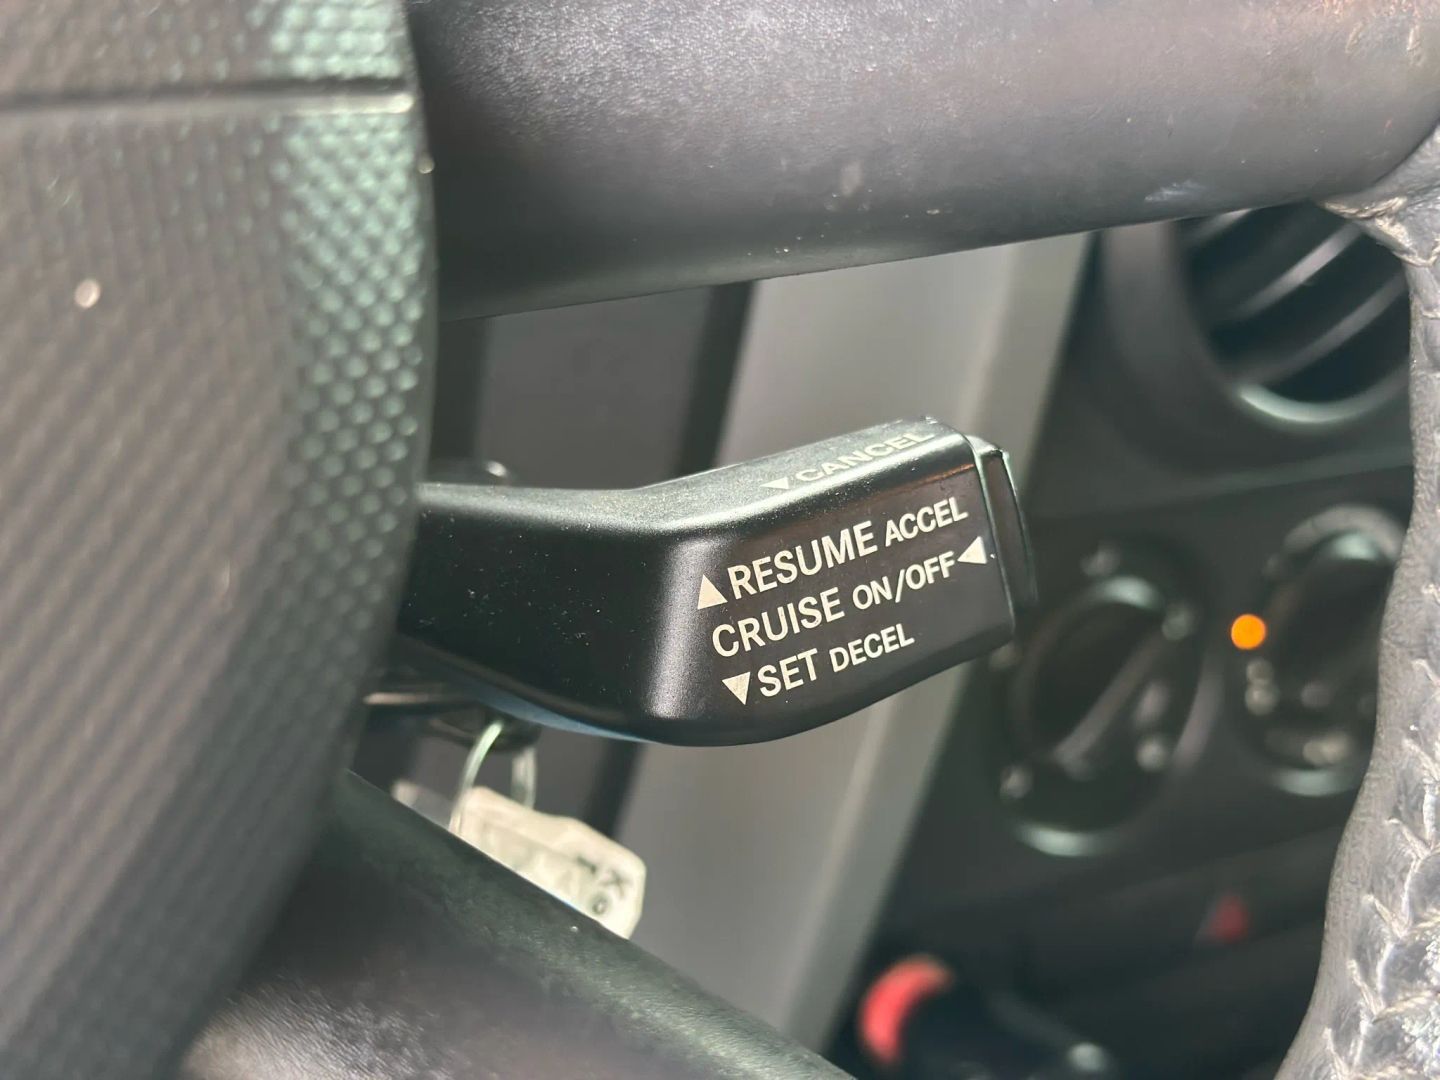 ▼CANCEL
▲RESUME ACCEL
CRUISE ON/OFF◀
▼SET DECEL